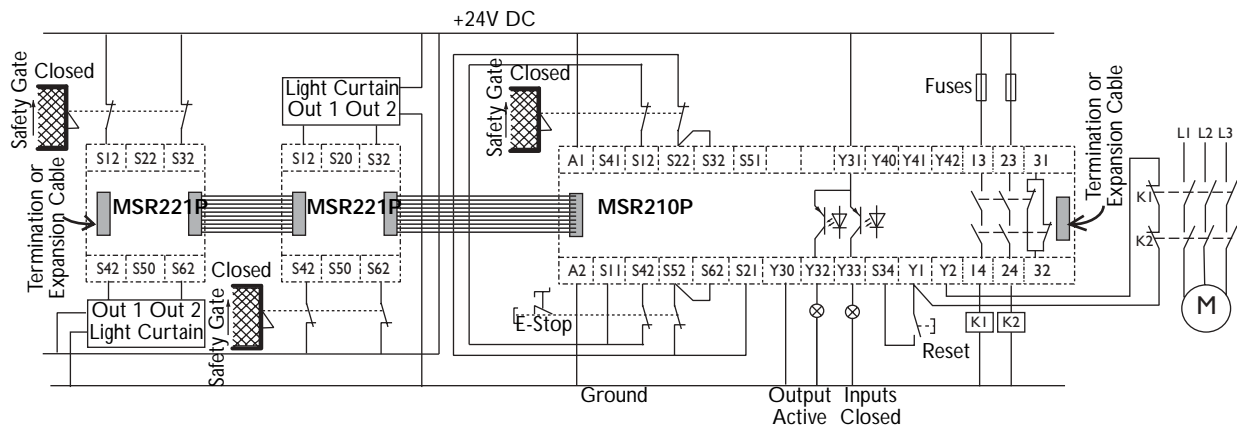 +24V DC
Safety Gate
Closed
Light Curtain
Out 1 Out 2
Safety Gate
Closed
Fuses
Termination or
Expansion Cable
L1 L2 L3
S12 S22 S32
S12 S20 S32
A1 S41 S12 S22 S32 S51 Y31 Y40 Y41 Y42 13 23 31
Termination or
Expansion Cable
MSR221P
MSR221P
MSR210P
K1
K2
S42 S50 S62
S42 S50 S62
A2 S11 S42 S52 S62 S21 Y30 Y32 Y33 S34 Y1 Y2 14 24 32
Out 1 Out 2
Light Curtain
Safety Gate
Closed
E-Stop
K1 K2
M
Reset
Ground
Output
Active
Inputs
Closed